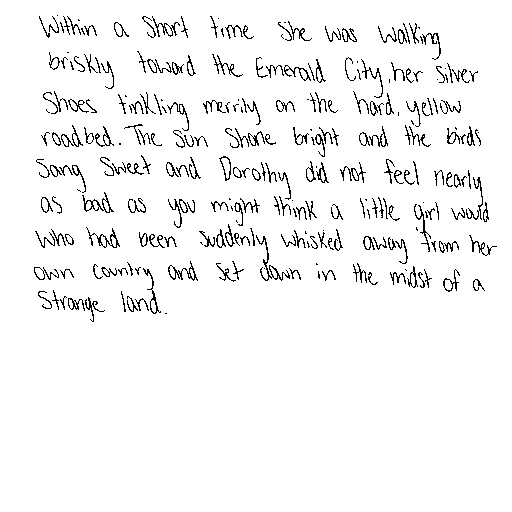 Within a short time she was walking
briskly toward the Emerald City, her silver
shoes tinkling merrily on the hard, yellow
roadbed. The sun shone bright and the birds
sang sweet and Dorothy did not feel nearly
as bad as you might think a little girl would
who had been suddenly whisked away from her
own country and set down in the midst of a
strange land.